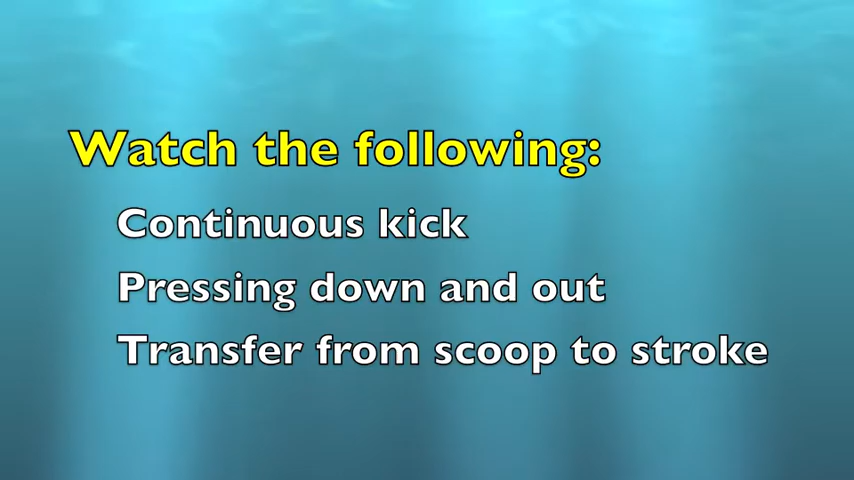 Watch the following:
Continuous kick
Pressing down and out
Transfer from scoop to stroke